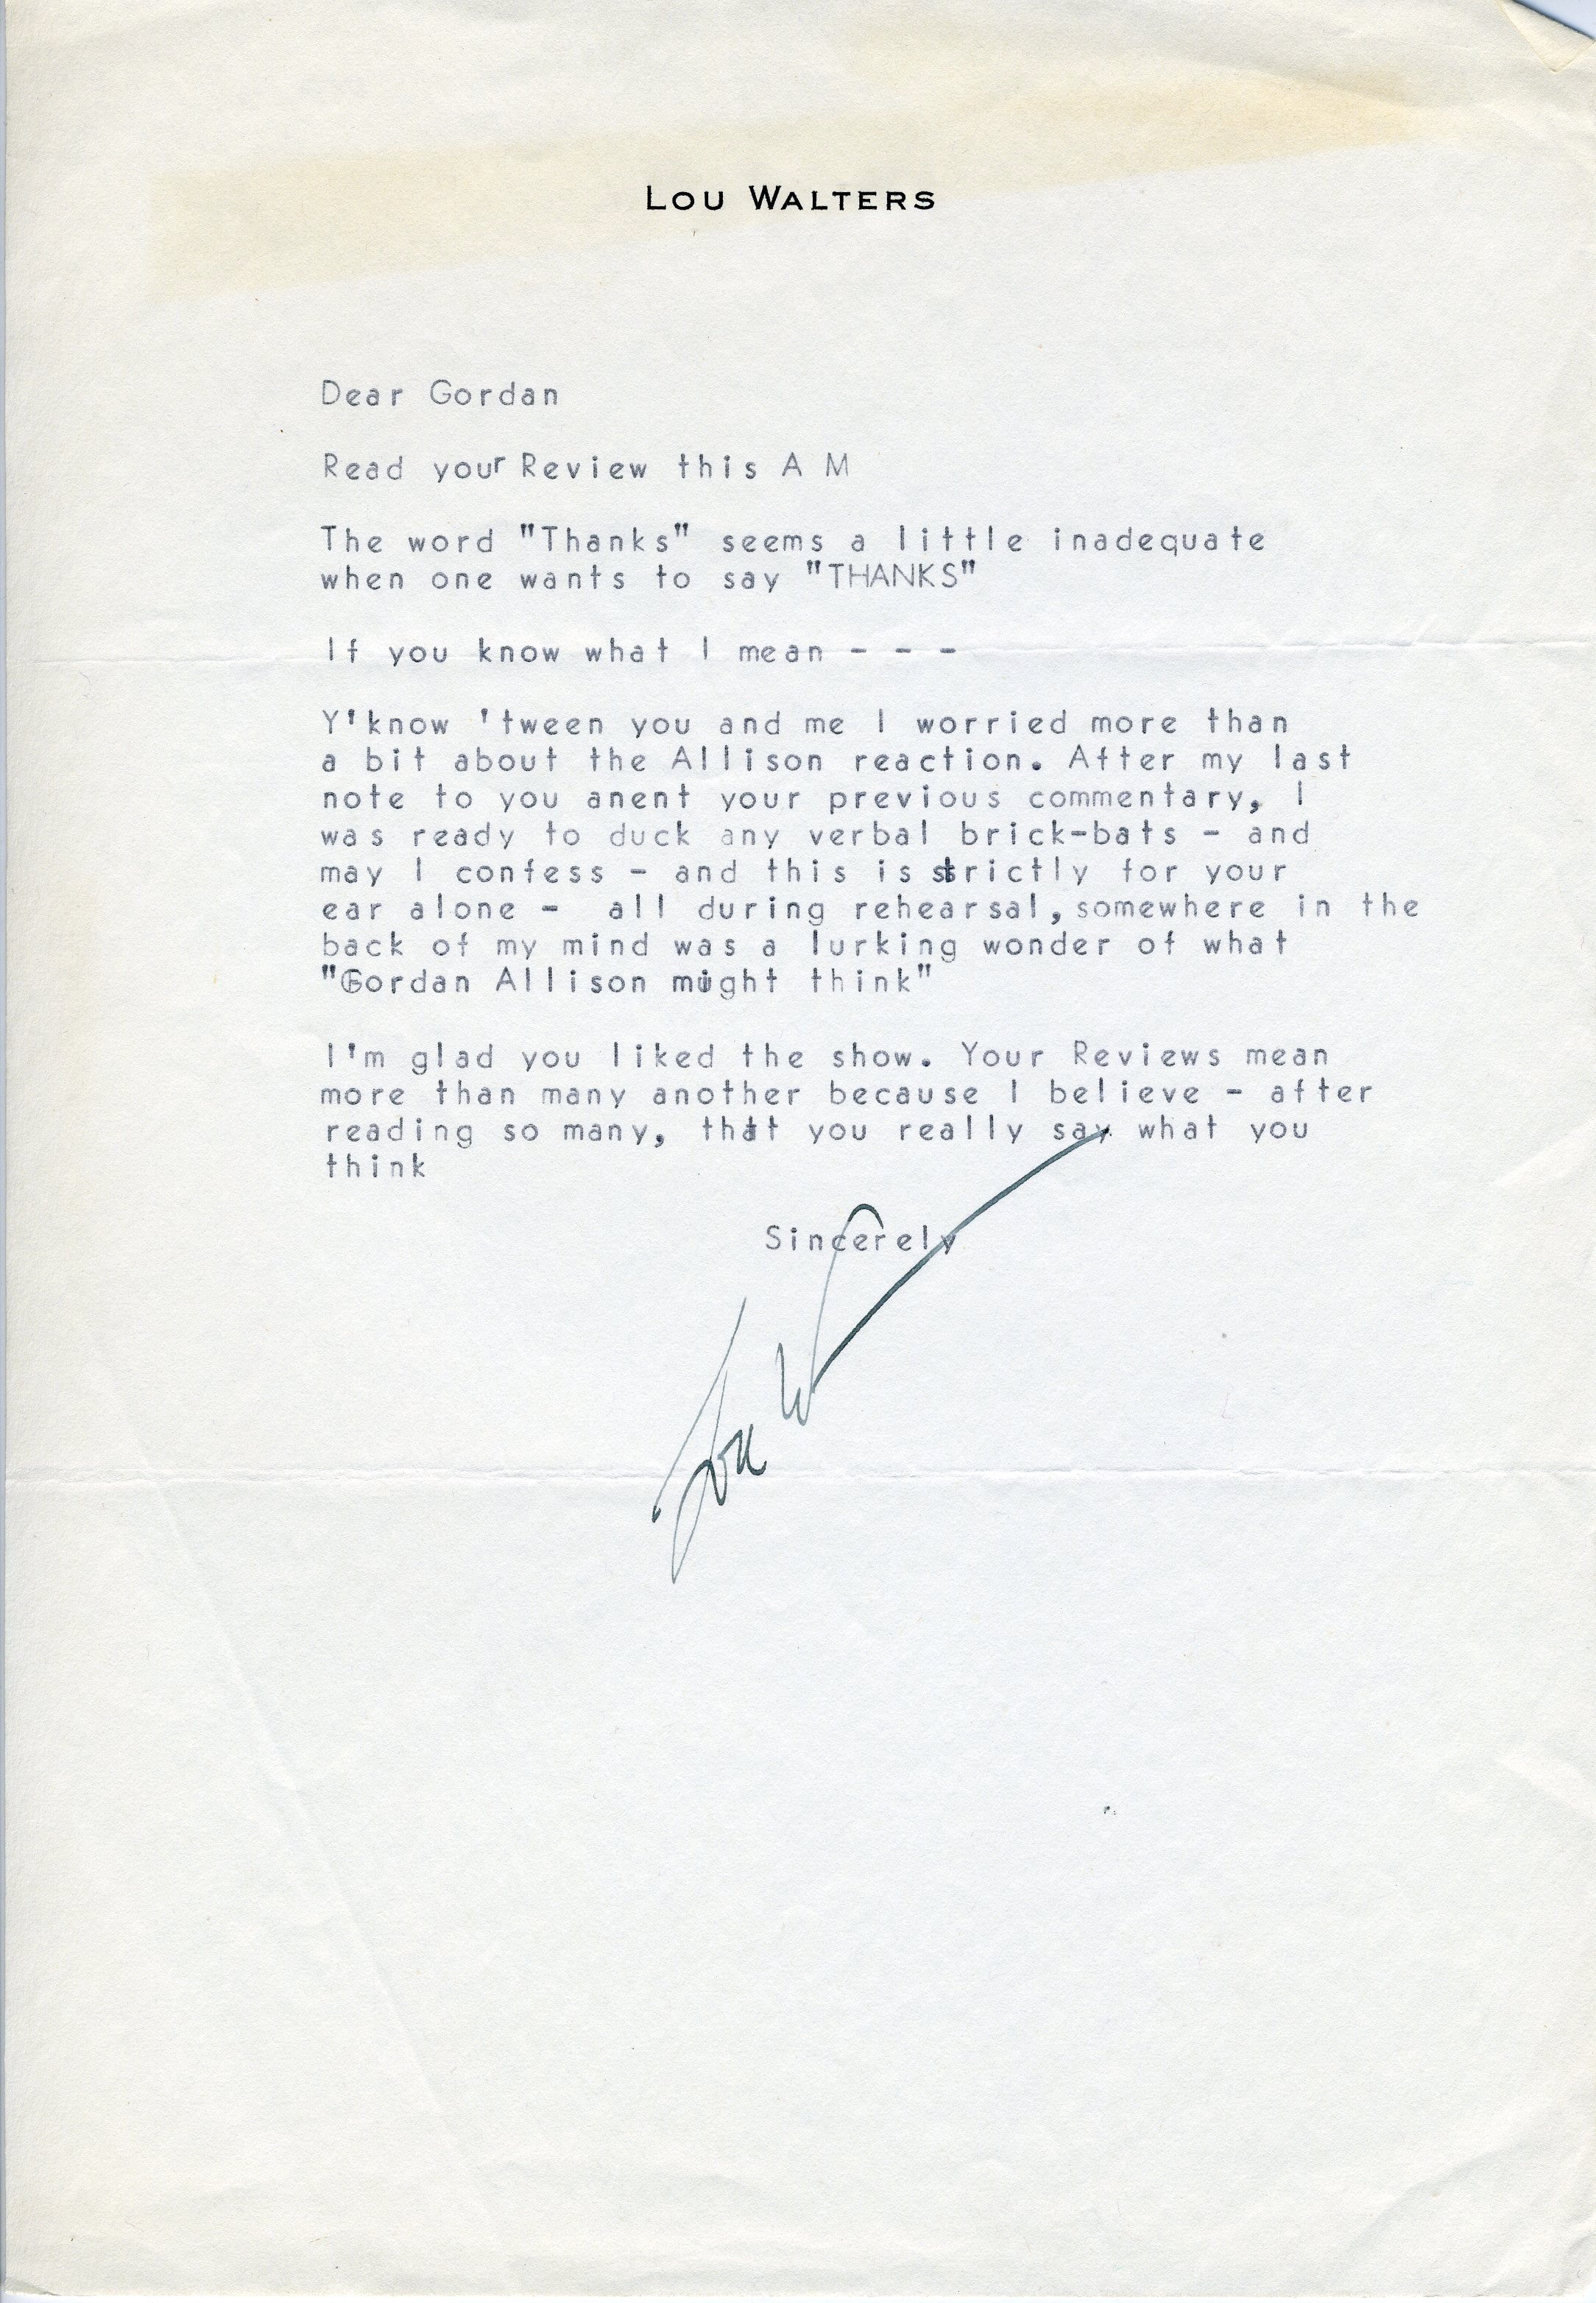 LOU WALTERS
Dear Gordan
Read your Review this A M
The word "Thanks" seems a little inadequate
when one wants to say "THANKS"
If you know what I mean - - -
Y'know 'tween you and me I worried more than
a bit about the Allison reaction. After my last
note to you anent your previous commentary, I
was ready to duck any verbal brick-bats - and
may I confess - and this is strictly for your
ear alone - all during rehearsal, somewhere in the
back of my mind was a lurking wonder of what
"Gordan Allison might think"
I'm glad you liked the show. Your Reviews mean
more than many another because I believe - after
reading so many, that you really say what you
think
Sincerely
Lou W